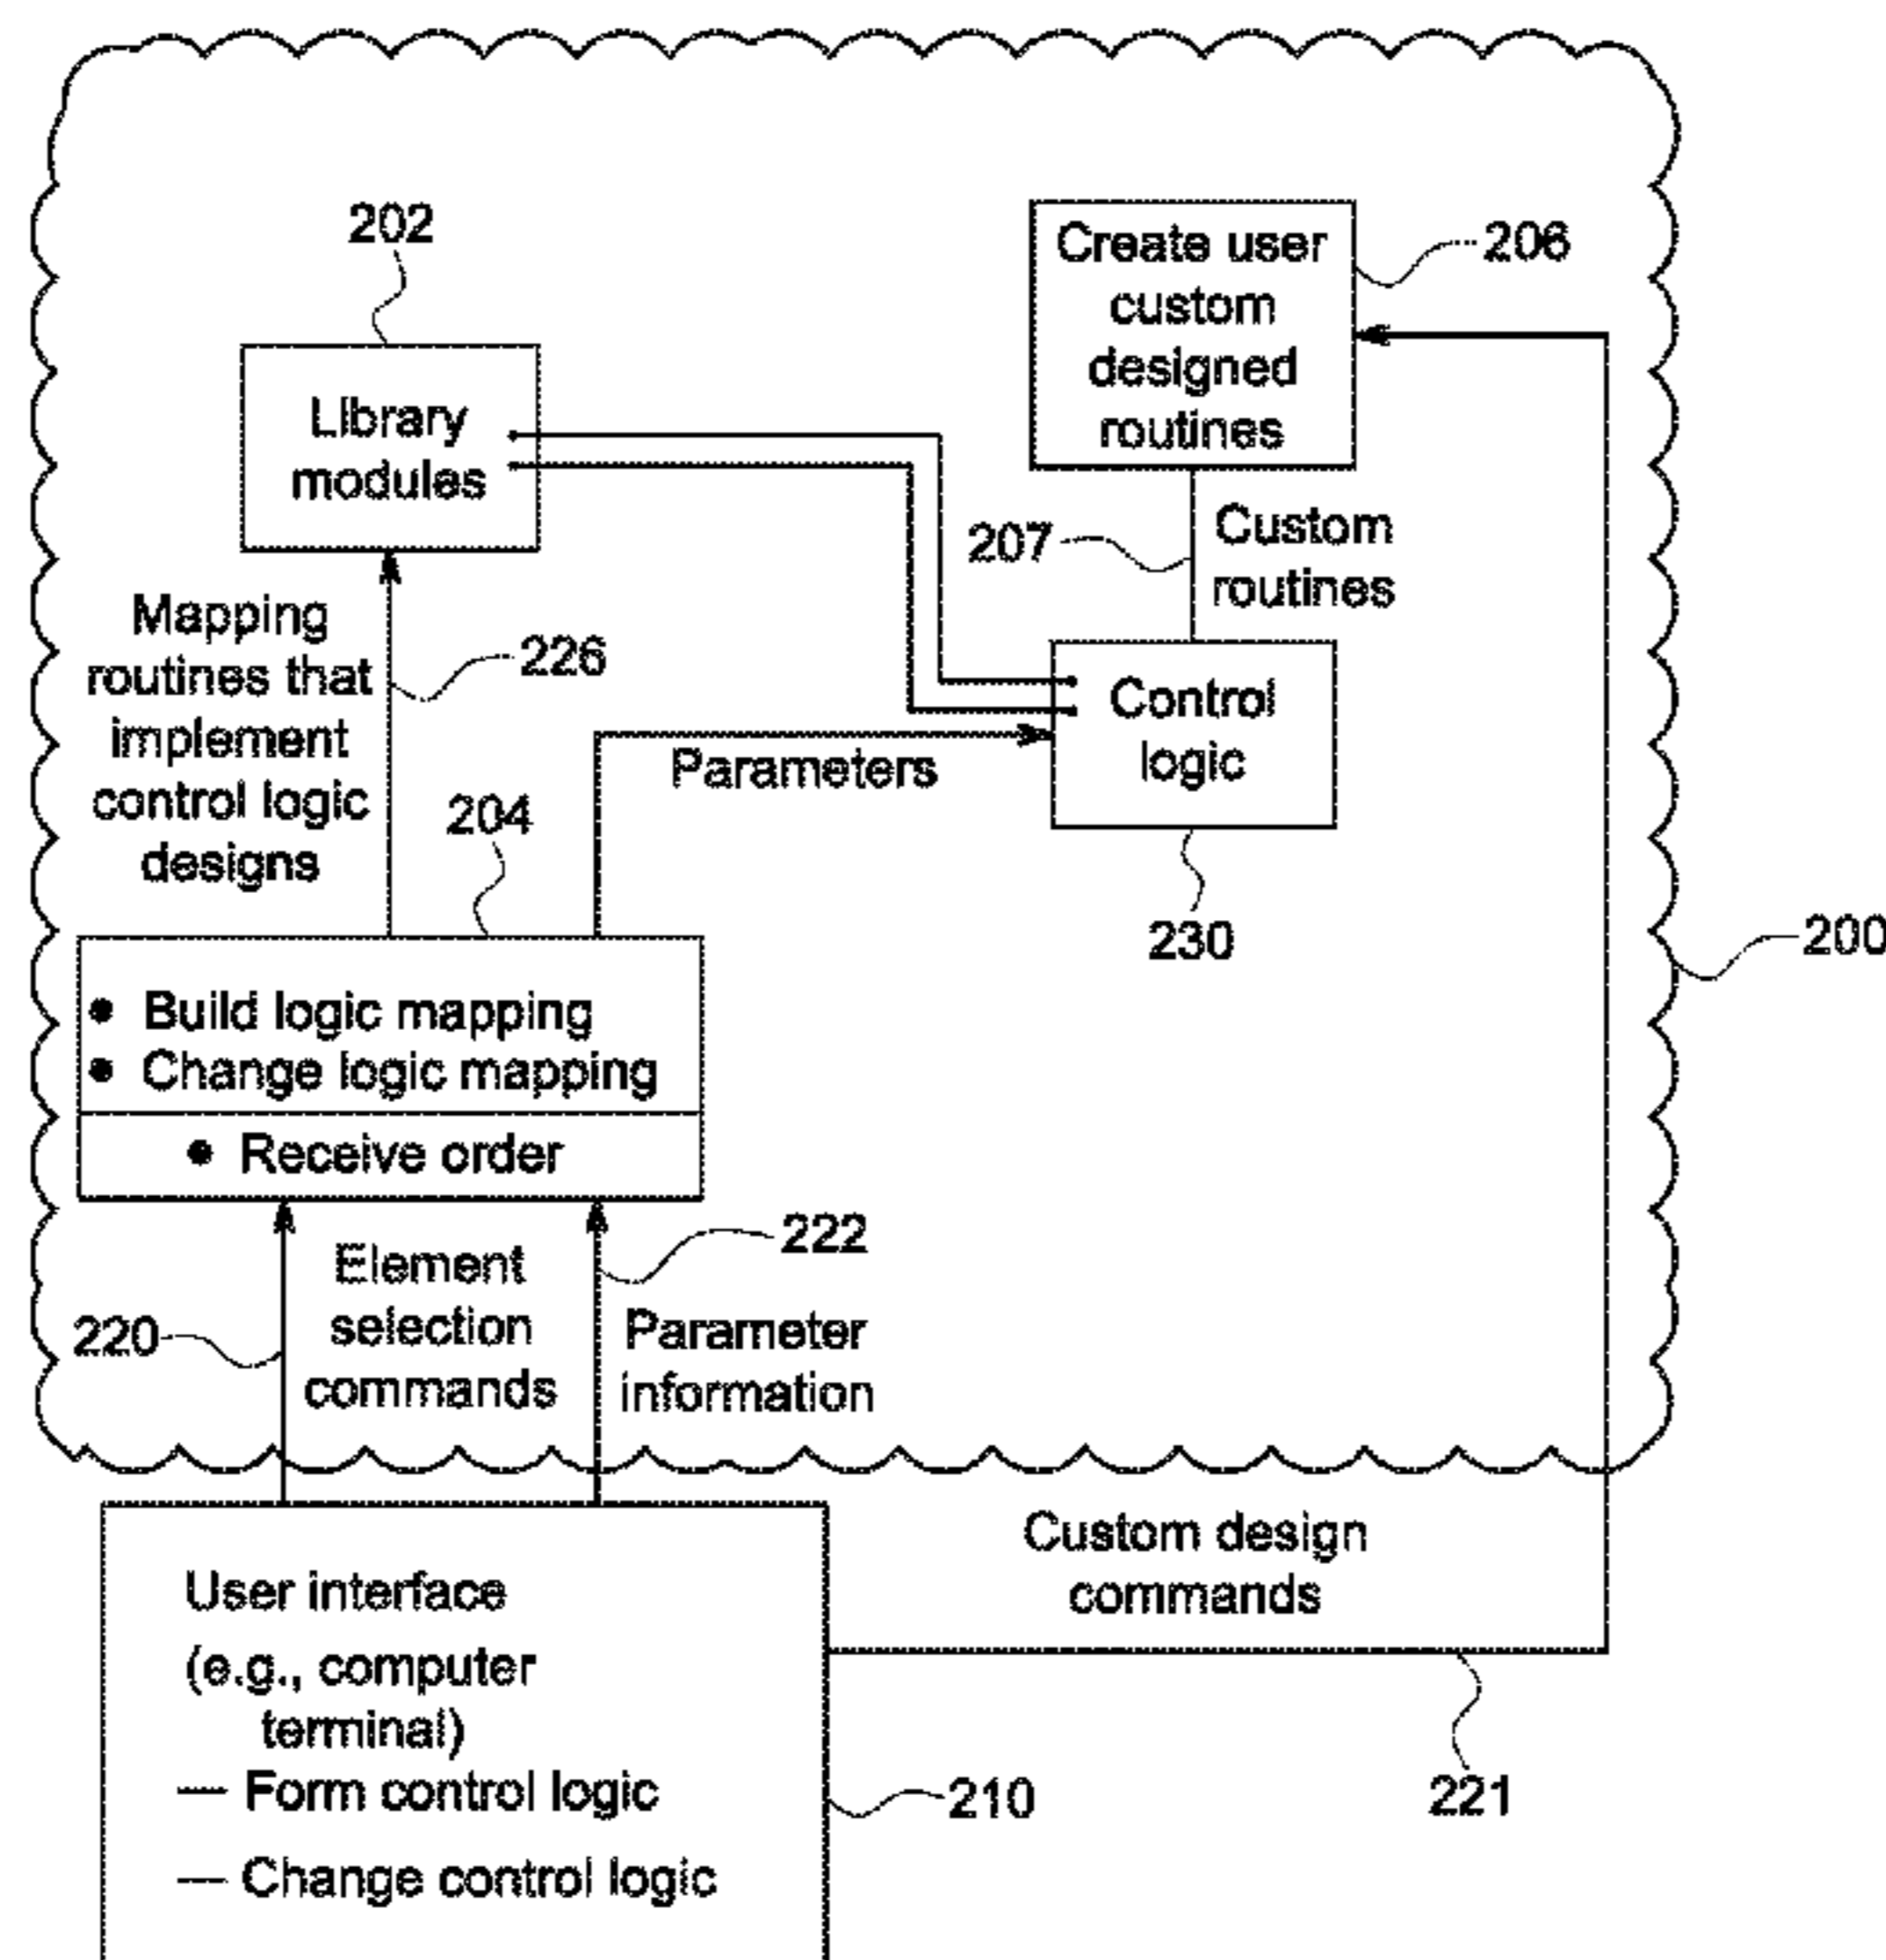 202
Library
modules
Create user
custom
designed
routines
206
207
Custom
routines
Mapping
routines that
implement
control logic
designs
226
Parameters
Control
logic
230
204
200
• Build logic mapping
• Change logic mapping
• Receive order
220
Element
selection
commands
222
Parameter
information
User interface
(e.g., computer
terminal)
— Form control logic
— Change control logic
210
Custom design
commands
221